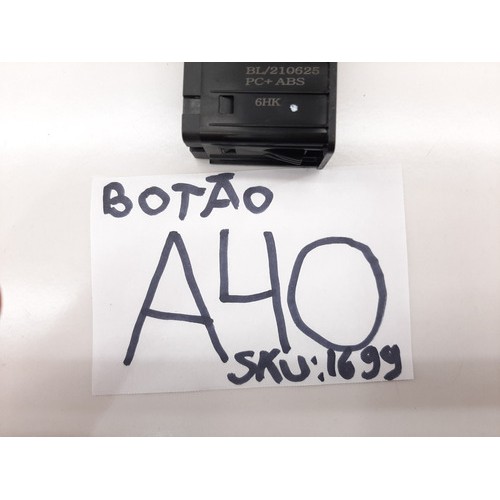 BL/210625
PC+ABS
6HK
BOTÃO
A40
SKU:1699